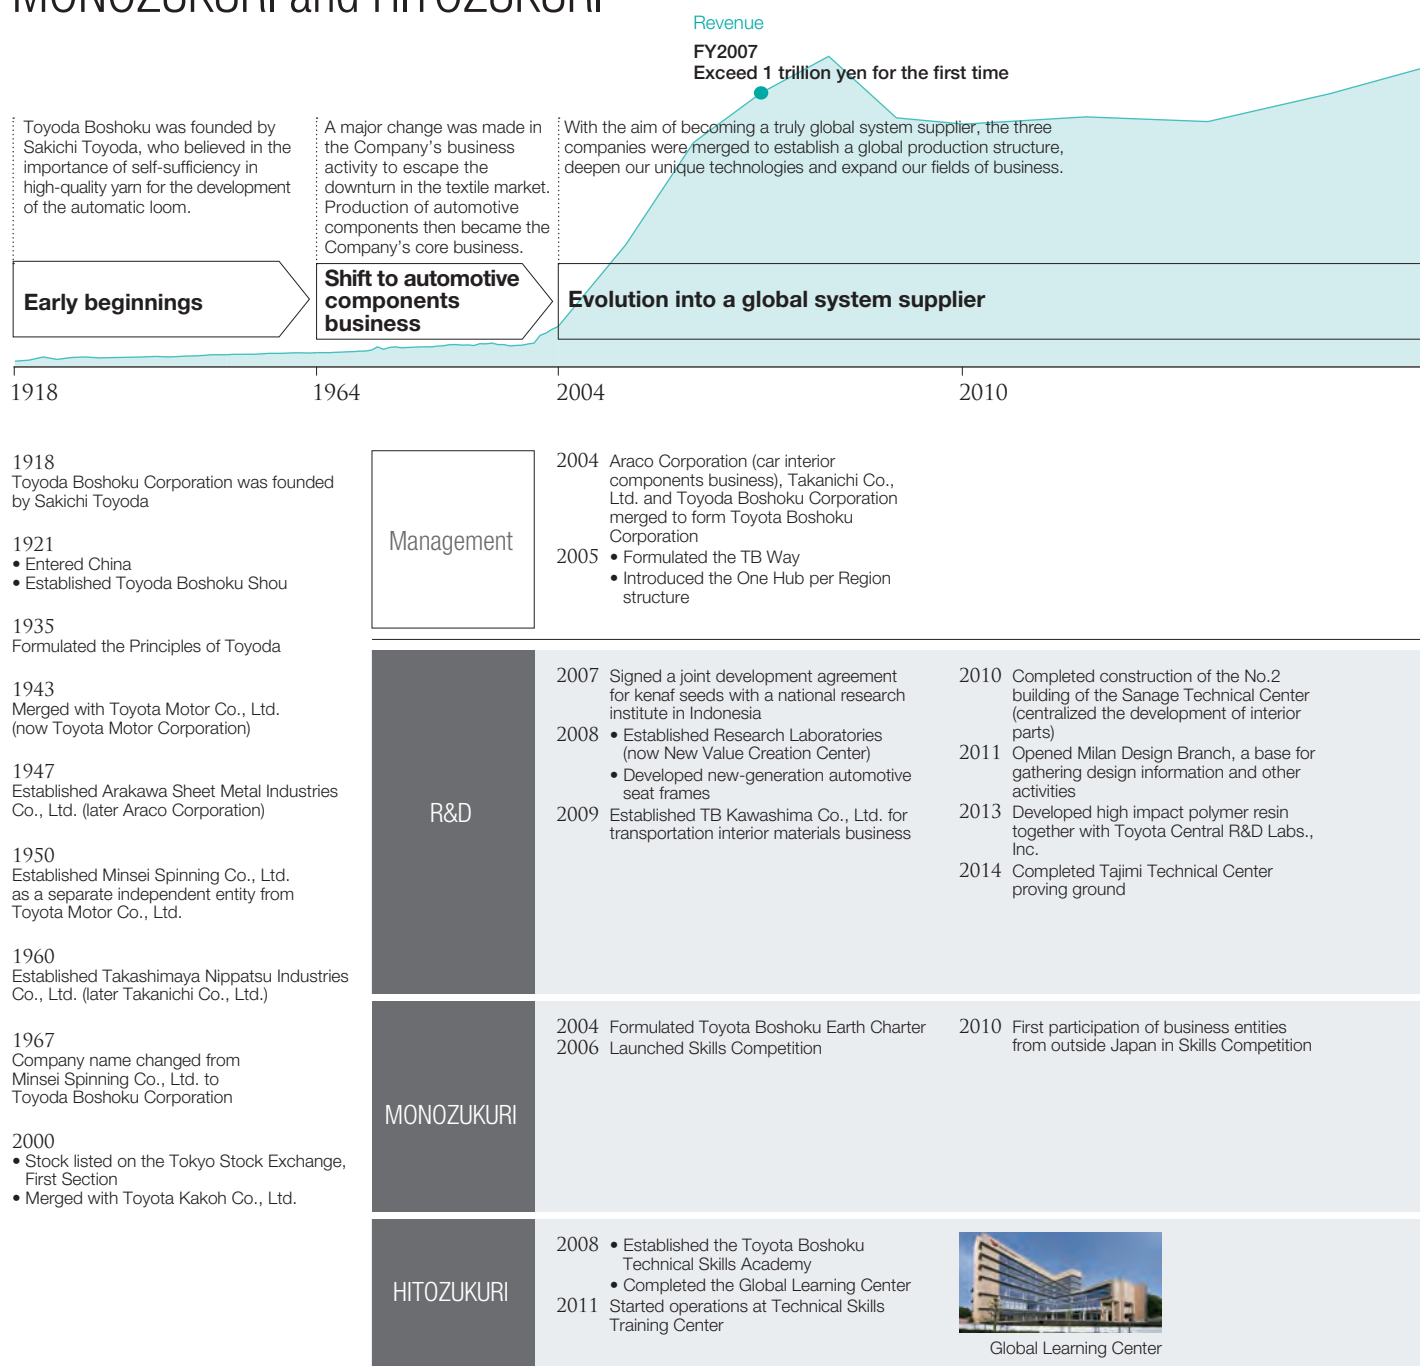 MONOZUKURI and HITOZUKURI
Revenue
FY2007
Exceed 1 trillion yen for the first time
Toyoda Boshoku was founded by
Sakichi Toyoda, who believed in the
importance of self-sufficiency in
high-quality yarn for the development
of the automatic loom.
A major change was made in
the Company's business
activity to escape the
downturn in the textile market.
Production of automotive
components then became the
Company's core business.
With the aim of becoming a truly global system supplier, the three
companies were merged to establish a global production structure,
deepen our unique technologies and expand our fields of business.
Early beginnings
Shift to automotive
components
business
Evolution into a global system supplier
1918
1964
2004
2010
1918
Toyoda Boshoku Corporation was founded
by Sakichi Toyoda
1921
• Entered China
• Established Toyoda Boshoku Shou
1935
Formulated the Principles of Toyoda
1943
Merged with Toyota Motor Co., Ltd.
(now Toyota Motor Corporation)
1947
Established Arakawa Sheet Metal Industries
Co., Ltd. (later Araco Corporation)
1950
Established Minsei Spinning Co., Ltd.
as a separate independent entity from
Toyota Motor Co., Ltd.
1960
Established Takashimaya Nippatsu Industries
Co., Ltd. (later Takanichi Co., Ltd.)
1967
Company name changed from
Minsei Spinning Co., Ltd. to
Toyoda Boshoku Corporation
2000
• Stock listed on the Tokyo Stock Exchange,
First Section
• Merged with Toyota Kakoh Co., Ltd.
Management
2004 Araco Corporation (car interior
components business), Takanichi Co.,
Ltd. and Toyoda Boshoku Corporation
merged to form Toyota Boshoku
Corporation
2005 • Formulated the TB Way
• Introduced the One Hub per Region
structure
R&D
2007 Signed a joint development agreement
for kenaf seeds with a national research
institute in Indonesia
2008 • Established Research Laboratories
(now New Value Creation Center)
• Developed new-generation automotive
seat frames
2009 Established TB Kawashima Co., Ltd. for
transportation interior materials business
2010 Completed construction of the No.2
building of the Sanage Technical Center
(centralized the development of interior
parts)
2011 Opened Milan Design Branch, a base for
gathering design information and other
activities
2013 Developed high impact polymer resin
together with Toyota Central R&D Labs.,
Inc.
2014 Completed Tajimi Technical Center
proving ground
MONOZUKURI
2004 Formulated Toyota Boshoku Earth Charter
2006 Launched Skills Competition
2010 First participation of business entities
from outside Japan in Skills Competition
HITOZUKURI
2008 • Established the Toyota Boshoku
Technical Skills Academy
• Completed the Global Learning Center
2011 Started operations at Technical Skills
Training Center
Global Learning Center